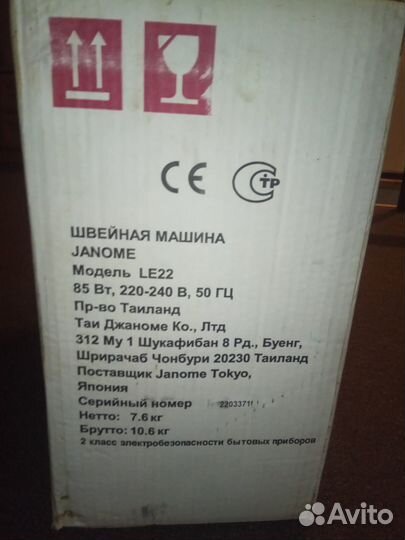 CE
ТР
ШВЕЙНАЯ МАШИНА
JANOME
Модель LE22
85 Вт, 220-240 В, 50 ГЦ
Пр-во Таиланд
Таи Джаноме Ко., Лтд
312 Му 1 Шукафибан 8 Рд., Буенг,
Шрирачаб Чонбури 20230 Таиланд
Поставщик Janome Tokyo,
Япония
Серийный номер
Нетто: 7.6 кг
Брутто: 10.6 кг
2 класс электробезопасности бытовых приборов
Avito